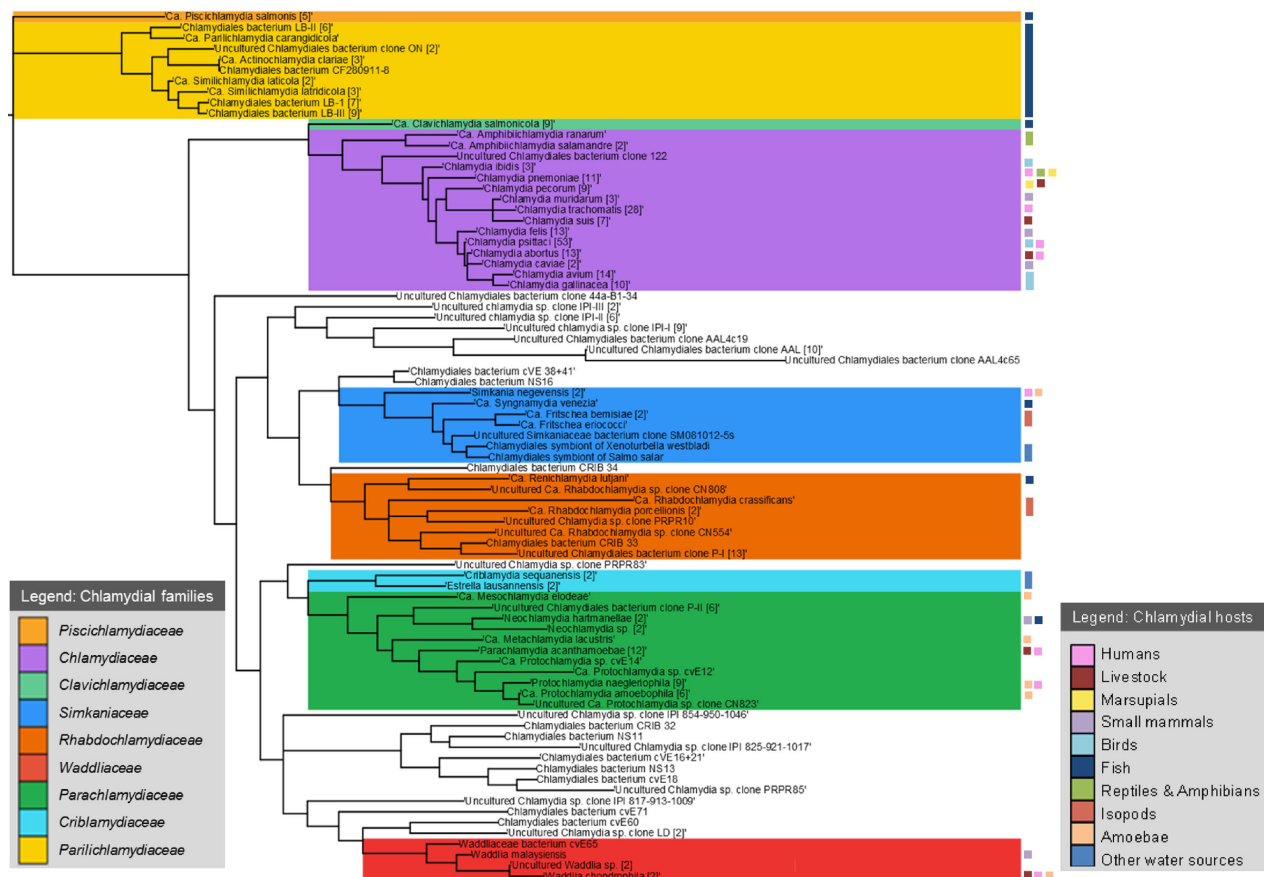 'Ca. Piscichlamydia salmonis [5]'
'Chlamydiales bacterium LB-II [6]'
'Ca. Parilichlamydia carangidicola'
'Uncultured Chlamydiales bacterium clone ON [2]'
'Ca. Actinochlamydia clariae [3]'
Chlamydiales bacterium CF280911-8
'Ca. Similichlamydia laticola [2]'
'Ca. Similichlamydia latridicola [3]'
'Chlamydiales bacterium LB-1 [7]'
'Chlamydiales bacterium LB-III [9]'
'Ca. Clavichlamydia salmonicola [9]'
'Ca. Amphibiichlamydia ranarum'
'Ca. Amphibiichlamydia salamandre [2]'
Uncultured Chlamydiales bacterium clone 122
'Chlamydia ibidis [3]'
'Chlamydia pnemoniae [11]'
'Chlamydia pecorum [9]'
'Chlamydia muridarum [3]'
'Chlamydia trachomatis [28]'
'Chlamydia suis [7]'
'Chlamydia felis [13]'
'Chlamydia psittaci [53]'
'Chlamydia abortus [13]'
'Chlamydia caviae [2]'
'Chlamydia avium [14]'
'Chlamydia gallinacea [10]'
Uncultured Chlamydiales bacterium clone 44a-B1-34
'Uncultured chlamydia sp. clone IPI-III [2]'
'Uncultured chlamydia sp. clone IPI-II [6]'
'Uncultured chlamydia sp. clone IPI-I [9]'
Uncultured Chlamydiales bacterium clone AAL4c19
'Uncultured Chlamydiales bacterium clone AAL [10]'
Uncultured Chlamydiales bacterium clone AAL4c65
'Chlamydiales bacterium cVE 38+41'
Chlamydiales bacterium NS16
'Simkania negevensis [2]'
'Ca. Syngnamydia venezia'
'Ca. Fritschea bemisiae [2]'
'Ca. Fritschea eriococci'
Uncultured Simkaniaceae bacterium clone SM081012-5s
Chlamydiales symbiont of Xenoturbella westbladi
Chlamydiales symbiont of Salmo salar
Chlamydiales bacterium CRIB 34
'Ca. Renichlamydia lutjani'
'Uncultured Ca. Rhabdochlamydia sp. clone CN808'
'Ca. Rhabdochlamydia crassificans'
'Ca. Rhabdochlamydia porcellionis [2]'
'Uncultured Chlamydia sp. clone PRPR10'
'Uncultured Ca. Rhabdochlamydia sp. clone CN554'
Chlamydiales bacterium CRIB 33
'Uncultured Chlamydiales bacterium clone P-I [13]'
'Uncultured Chlamydia sp. clone PRPR83'
'Criblamydia sequanensis [2]'
'Estrella lausannensis [2]'
'Ca. Mesochlamydia elodeae'
'Uncultured Chlamydiales bacterium clone P-II [6]'
'Neochlamydia hartmanellae [2]'
'Neochlamydia sp. [2]'
'Ca. Metachlamydia lacustris'
'Parachlamydia acanthamoebae [12]'
'Ca. Protochlamydia sp. cvE14'
'Ca. Protochlamydia sp. cvE12'
'Protochlamydia naegleriophila [9]'
'Ca. Protochlamydia amoebophila [6]'
'Uncultured Ca. Protochlamydia sp. clone CN823'
'Uncultured Chlamydia sp. clone IPI 854-950-1046'
Chlamydiales bacterium CRIB 32
Chlamydiales bacterium NS11
'Uncultured Chlamydia sp. clone IPI 825-921-1017'
'Chlamydiales bacterium cVE16+21'
Chlamydiales bacterium NS13
Chlamydiales bacterium cvE18
'Uncultured Chlamydia sp. clone PRPR85'
'Uncultured Chlamydia sp. clone IPI 817-913-1009'
Chlamydiales bacterium cvE71
Chlamydiales bacterium cvE60
'Uncultured Chlamydia sp. clone LD [2]'
Waddliaceae bacterium cvE65
Waddlia malaysiensis
'Uncultured Waddlia sp. [2]
'Waddlia chondrophila [2]'
Legend: Chlamydial families
Piscichlamydiaceae
Chlamydiaceae
Clavichlamydiaceae
Simkaniaceae
Rhabdochlamydiaceae
Waddliaceae
Parachlamydiaceae
Criblamydiaceae
Parilichlamydiaceae
Legend: Chlamydial hosts
Humans
Livestock
Marsupials
Small mammals
Birds
Fish
Reptiles & Amphibians
Isopods
Amoebae
Other water sources